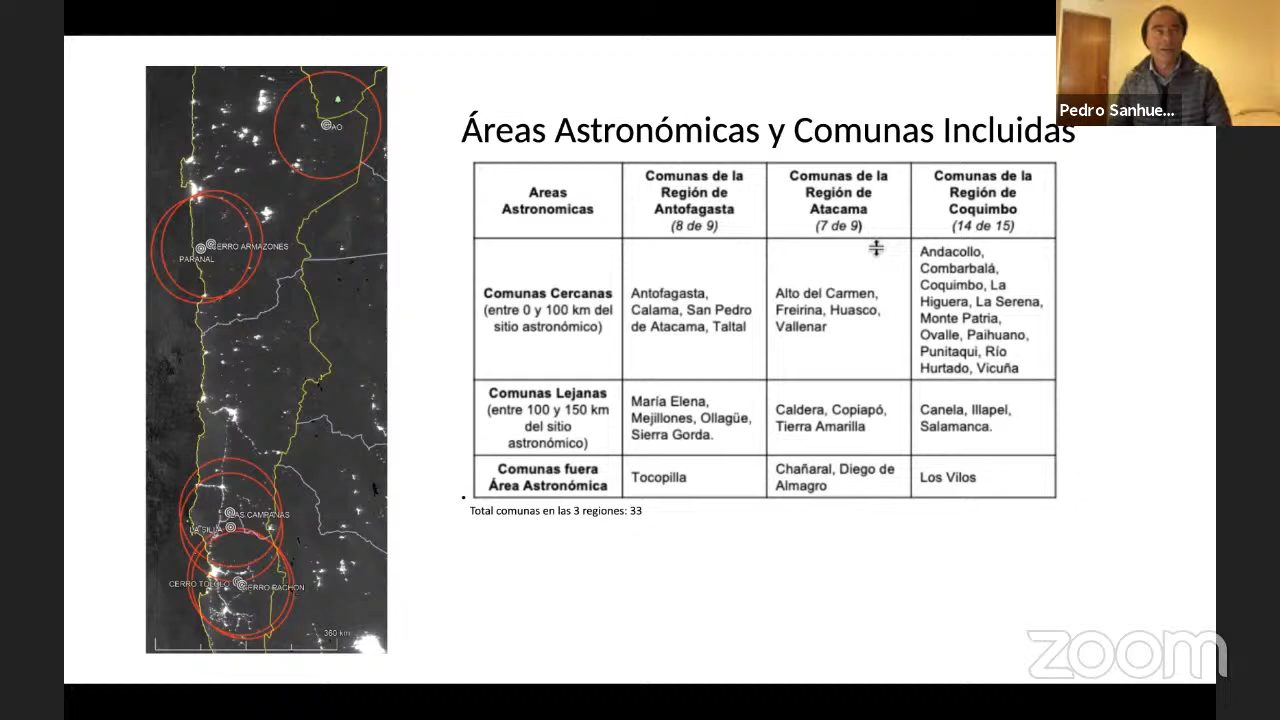 Pedro Sanhue...
Áreas Astronómicas y Comunas Incluidas
Areas
Astronomicas
Comunas de la
Región de
Antofagasta
(8 de 9)
Comunas de la
Región de
Atacama
(7 de 9)
Comunas de la
Región de
Coquimbo
(14 de 15)
Comunas Cercanas
(entre 0 y 100 km del
sitio astronómico)
Antofagasta,
Calama, San Pedro
de Atacama, Taltal
Alto del Carmen,
Freirina, Huasco,
Vallenar
Andacollo,
Combarbalá,
Coquimbo, La
Higuera, La Serena,
Monte Patria,
Ovalle, Paihuano,
Punitaqui, Río
Hurtado, Vicuña
Comunas Lejanas
(entre 100 y 150 km
del sitio
astronómico)
María Elena,
Mejillones, Ollagüe,
Sierra Gorda.
Caldera, Copiapó,
Tierra Amarilla
Canela, Illapel,
Salamanca.
Comunas fuera
Área Astronómica
Tocopilla
Chañaral, Diego de
Almagro
Los Vilos
Total comunas en las 3 regiones: 33
ERRO ARMAZONES
PARANAL
AS CAMPANAS
LA SILLA
CERRO TOLOLO
ERRO PACHON
360 km
zoom